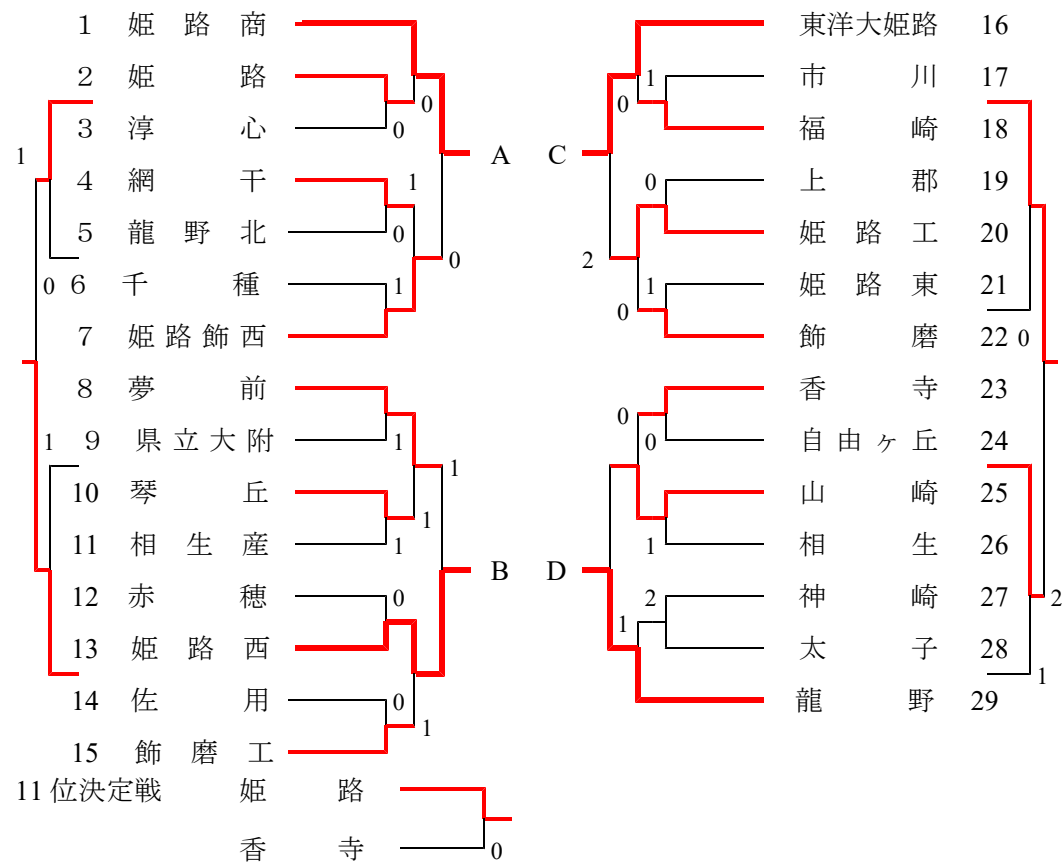 1 姫路商
2 姫路
0
3 淳心
0
1
A
4 網干
1
5 龍野北
0
0
0 6 千種
1
7 姫路飾西
8 夢前
1 9 県立大附
1
1
10 琴丘
1
11 相生産
1
B
12 赤穂
0
13 姫路西
14 佐用
0
1
15 飾磨工
東洋大姫路 16
1
市川 17
0
福崎 18
C
0
上郡 19
姫路工 20
2
1
姫路東 21
0
飾磨 22 0
香寺 23
0
0
自由ヶ丘 24
山崎 25
1
相生 26
D
2
神崎 27 2
1
太子 28
1
龍野 29
11位決定戦 姫路
香寺
0